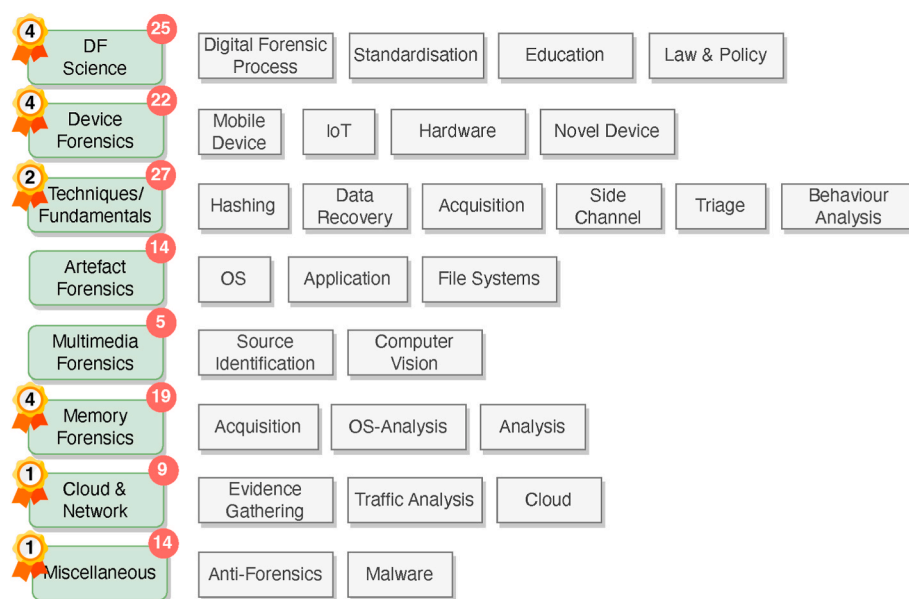 4
25
DF
Science
Digital Forensic
Process
Standardisation
Education
Law & Policy
4
22
Device
Forensics
Mobile
Device
IoT
Hardware
Novel Device
2
27
Techniques/
Fundamentals
Hashing
Data
Recovery
Acquisition
Side
Channel
Triage
Behaviour
Analysis
14
Artefact
Forensics
OS
Application
File Systems
5
Multimedia
Forensics
Source
Identification
Computer
Vision
4
19
Memory
Forensics
Acquisition
OS-Analysis
Analysis
1
9
Cloud &
Network
Evidence
Gathering
Traffic Analysis
Cloud
1
14
Miscellaneous
Anti-Forensics
Malware